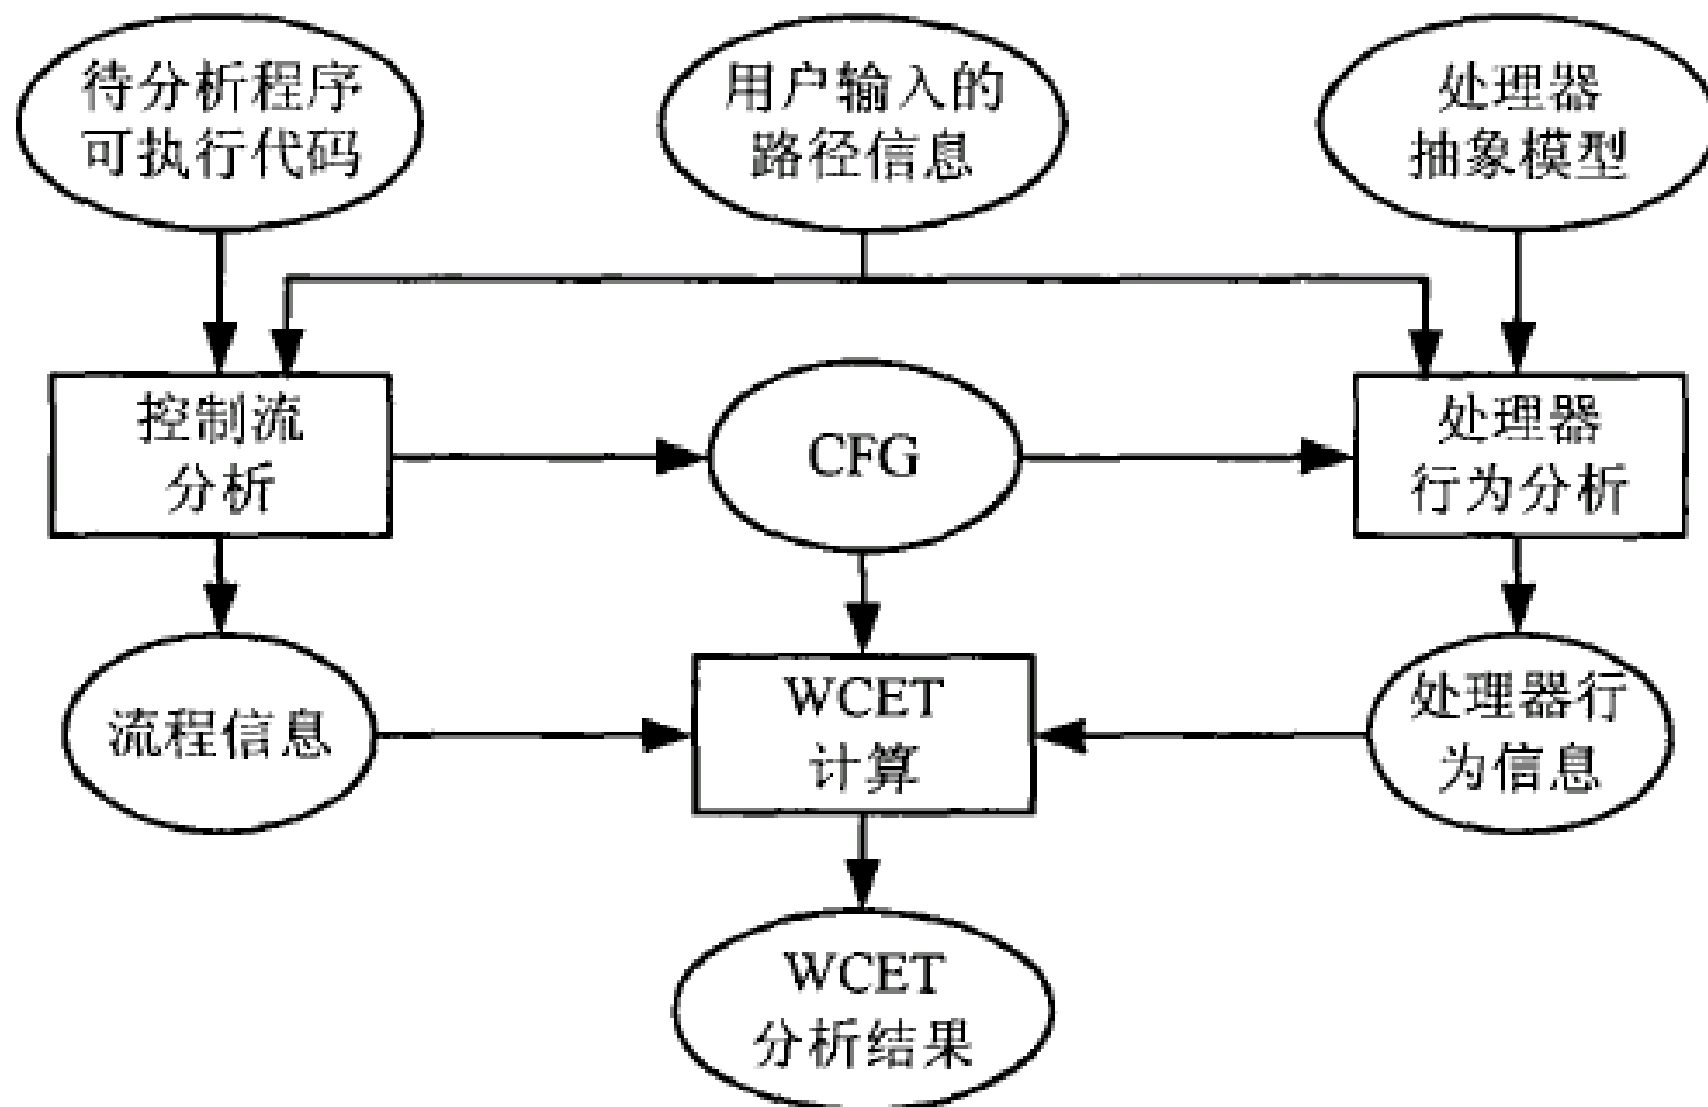 待分析程序
可执行代码
用户输入的
路径信息
处理器
抽象模型
控制流
分析
CFG
处理器
行为分析
流程信息
WCET
计算
处理器行
为信息
WCET
分析结果